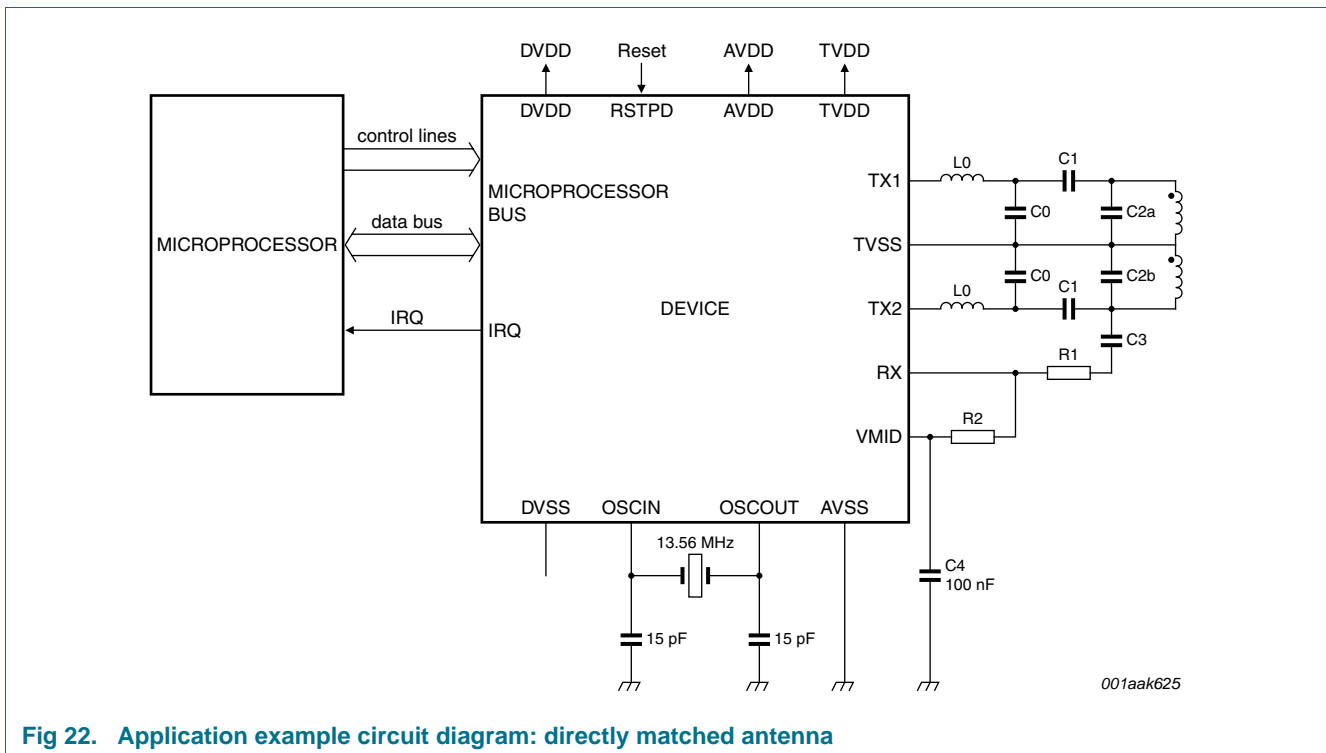 DVDD Reset AVDD TVDD
DVDD RSTPD AVDD TVDD
control lines
MICROPROCESSOR
BUS
data bus
MICROPROCESSOR
IRQ
IRQ
DEVICE
TX1
L0
C1
C0
C2a
TVSS
C0
C2b
TX2
L0
C1
C3
RX
R1
VMID
R2
DVSS OSCIN OSCOUT AVSS
13.56 MHz
C4
100 nF
15 pF 15 pF
001aak625
Fig 22. Application example circuit diagram: directly matched antenna